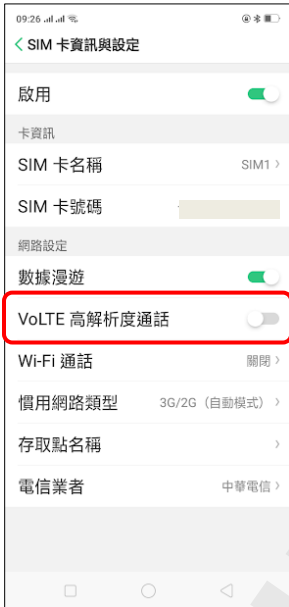 09:26
SIM 卡資訊與設定
啟用
卡資訊
SIM 卡名稱 SIM1
SIM 卡號碼
網路設定
數據漫遊
VoLTE 高解析度通話
Wi-Fi 通話 關閉
慣用網路類型 3G/2G（自動模式）
存取點名稱
電信業者 中華電信